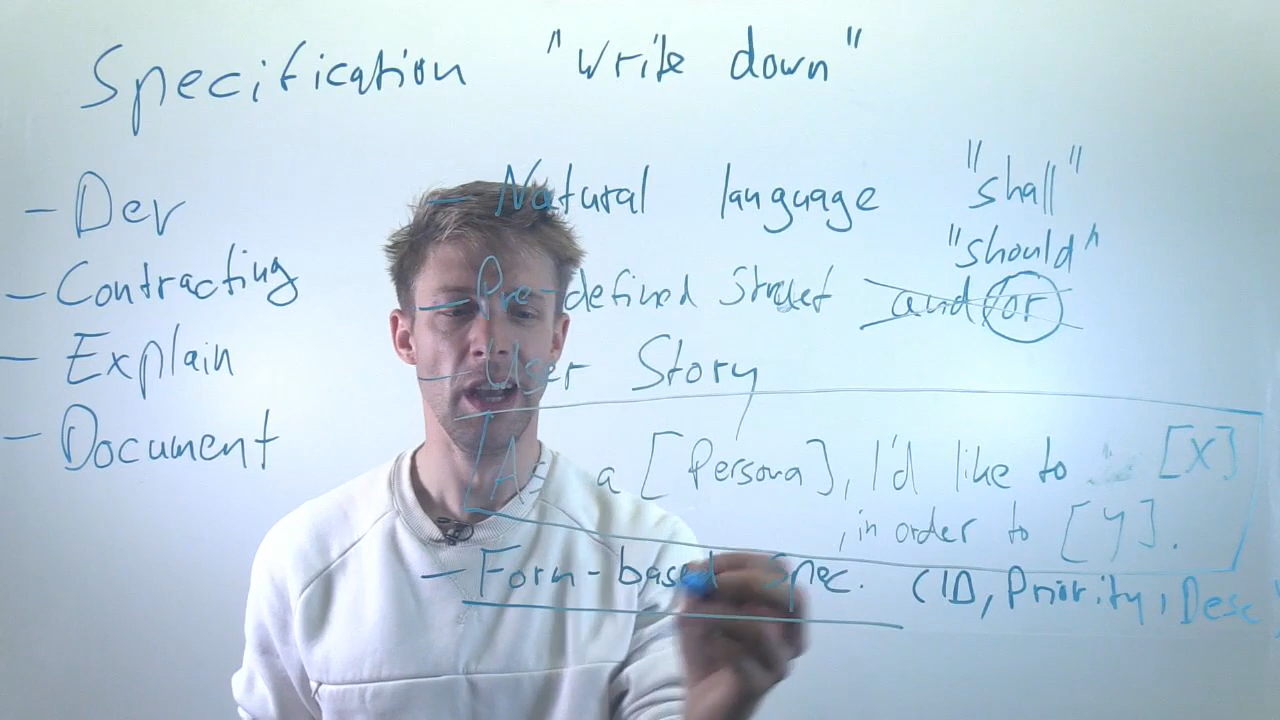 Specification "write down"
- Dev
- Contracting
- Explain
- Document
- Natural language "shall"
"should"
- Pre-defined Struct and or
- User Story
As a [Persona], I'd like to [X]
, in order to [Y].
- Form-based Spec. (ID, Priority, Desc)